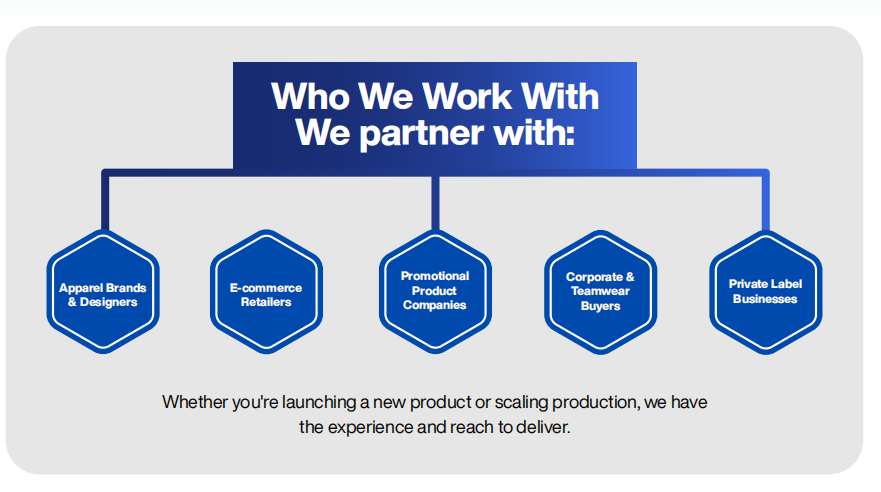 Who We Work With
We partner with:
Apparel Brands
& Designers
E-commerce
Retailers
Promotional
Product
Companies
Corporate &
Teamwear
Buyers
Private Label
Businesses
Whether you're launching a new product or scaling production, we have
the experience and reach to deliver.